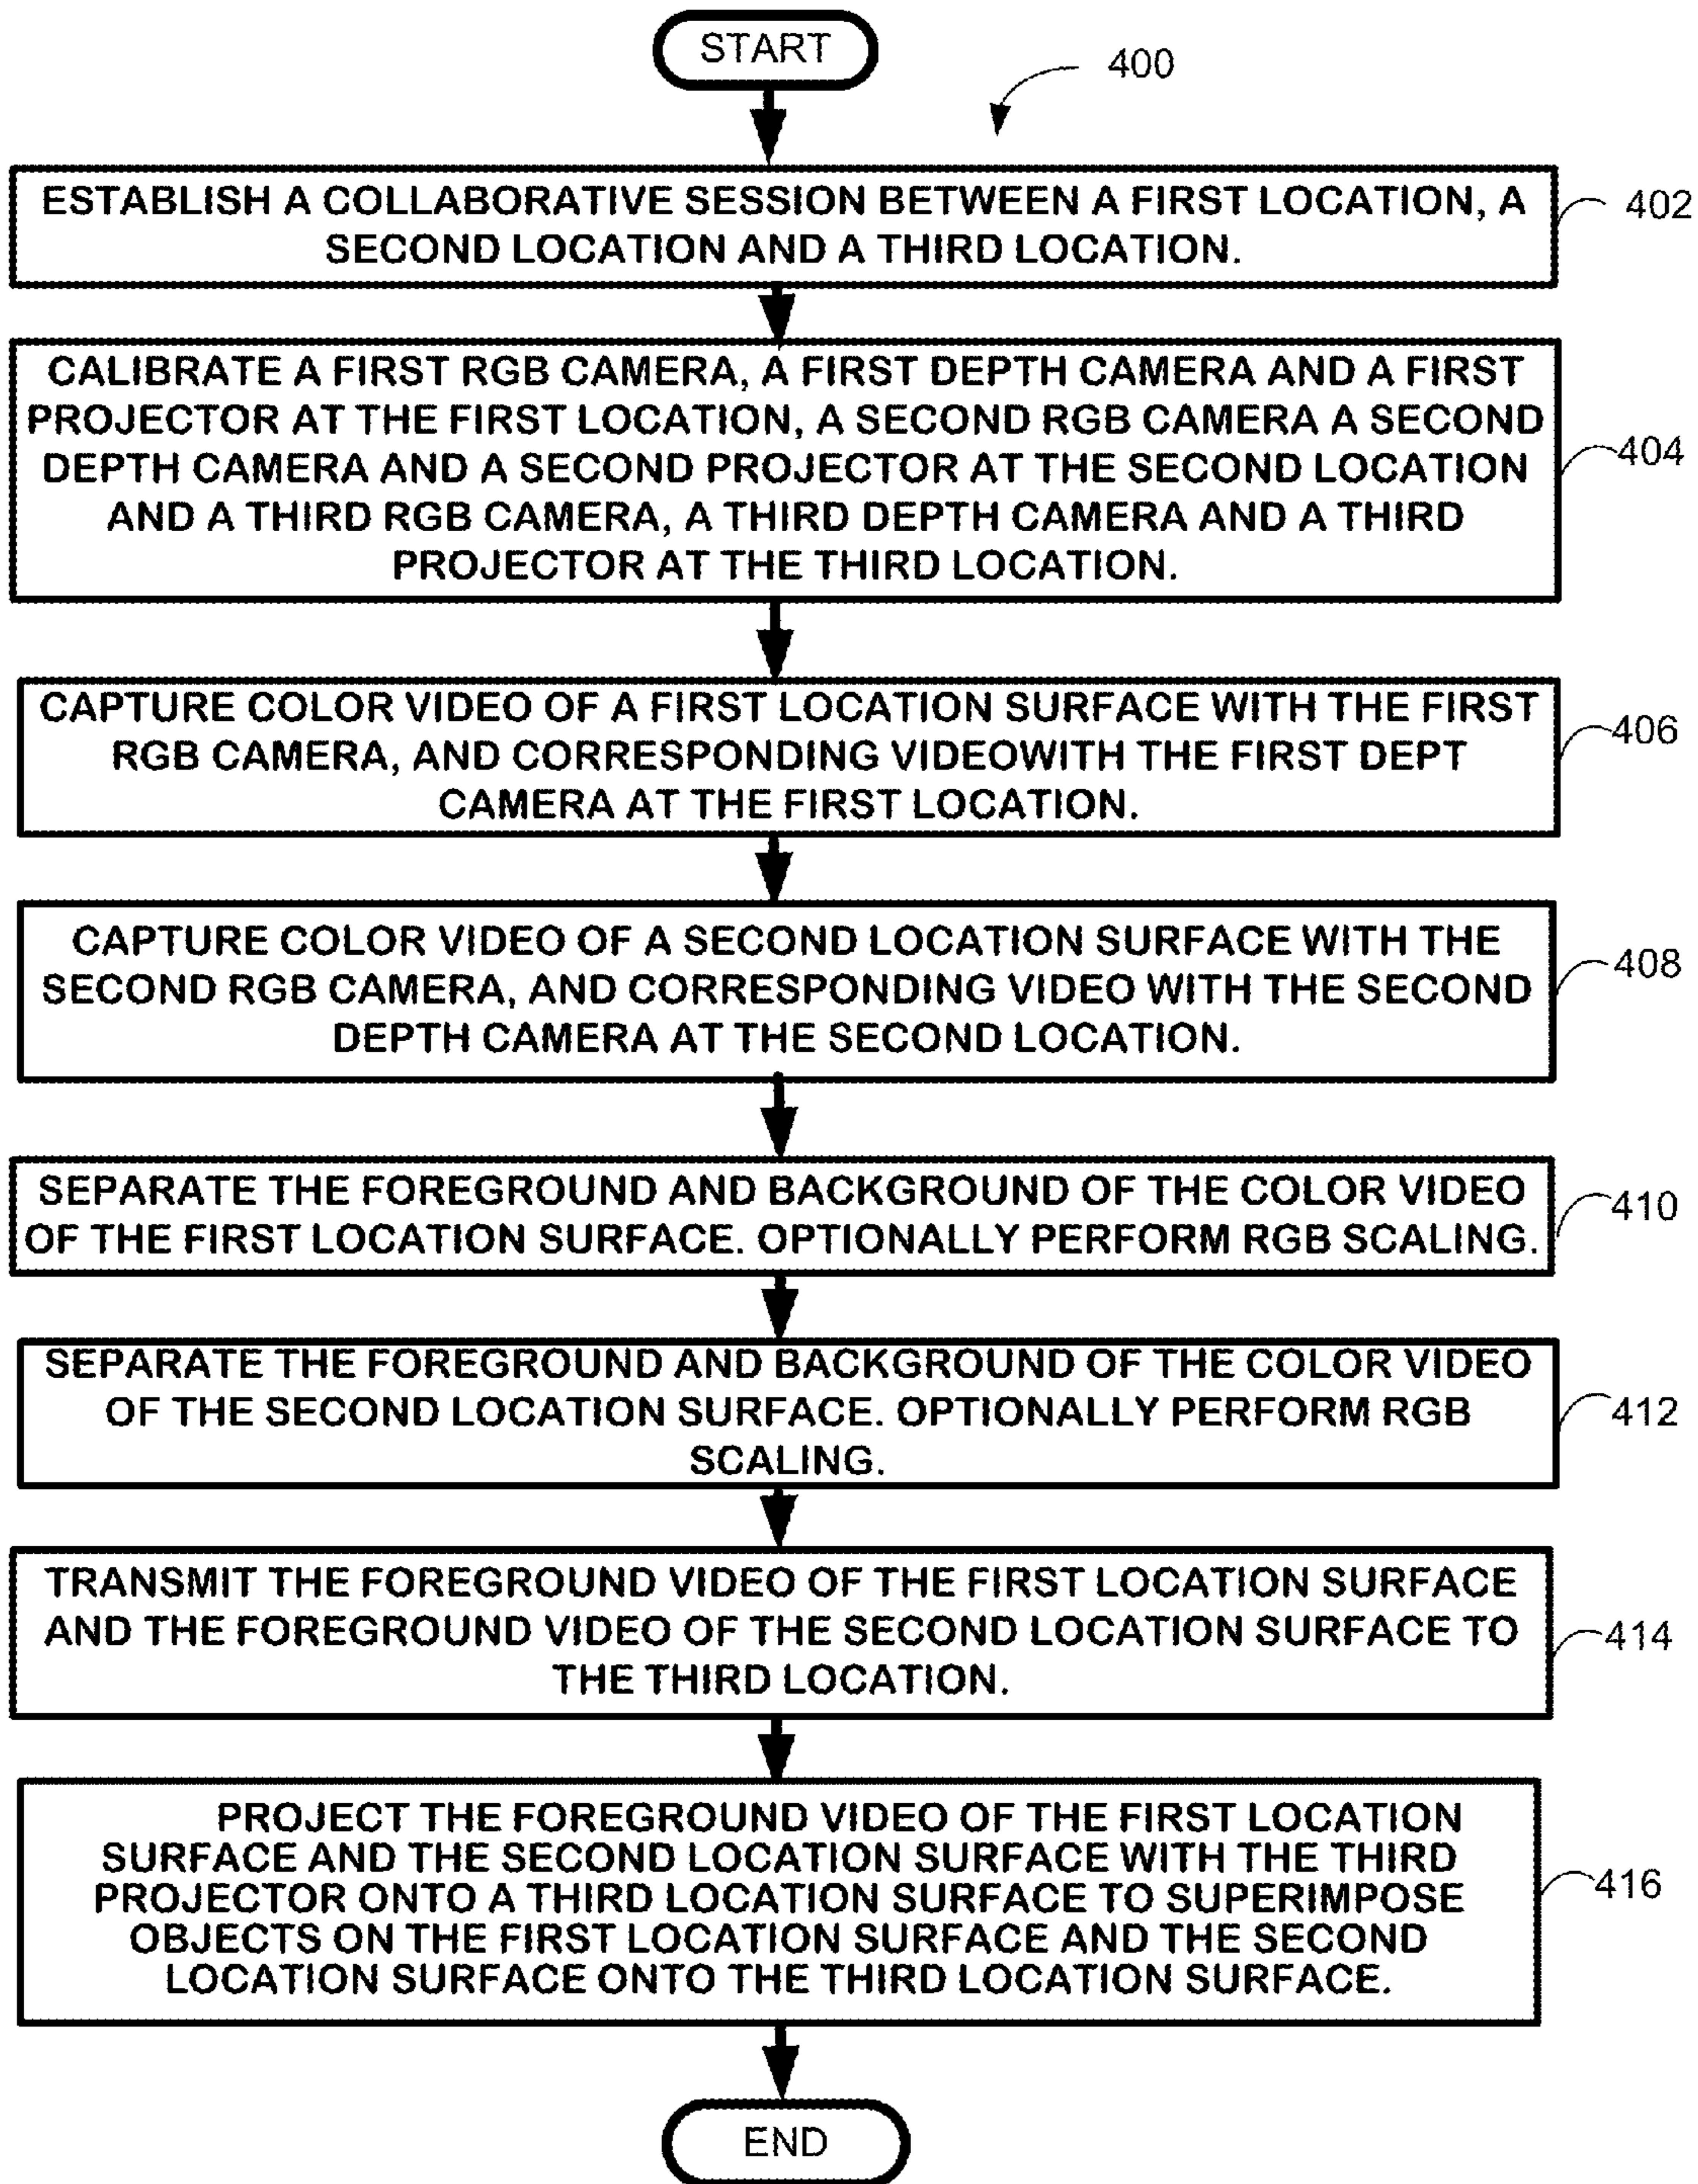 START
400
ESTABLISH A COLLABORATIVE SESSION BETWEEN A FIRST LOCATION, A
SECOND LOCATION AND A THIRD LOCATION.
402
CALIBRATE A FIRST RGB CAMERA, A FIRST DEPTH CAMERA AND A FIRST
PROJECTOR AT THE FIRST LOCATION, A SECOND RGB CAMERA A SECOND
DEPTH CAMERA AND A SECOND PROJECTOR AT THE SECOND LOCATION
AND A THIRD RGB CAMERA, A THIRD DEPTH CAMERA AND A THIRD
PROJECTOR AT THE THIRD LOCATION.
404
CAPTURE COLOR VIDEO OF A FIRST LOCATION SURFACE WITH THE FIRST
RGB CAMERA, AND CORRESPONDING VIDEOWITH THE FIRST DEPT
CAMERA AT THE FIRST LOCATION.
406
CAPTURE COLOR VIDEO OF A SECOND LOCATION SURFACE WITH THE
SECOND RGB CAMERA, AND CORRESPONDING VIDEO WITH THE SECOND
DEPTH CAMERA AT THE SECOND LOCATION.
408
SEPARATE THE FOREGROUND AND BACKGROUND OF THE COLOR VIDEO
OF THE FIRST LOCATION SURFACE. OPTIONALLY PERFORM RGB SCALING.
410
SEPARATE THE FOREGROUND AND BACKGROUND OF THE COLOR VIDEO
OF THE SECOND LOCATION SURFACE. OPTIONALLY PERFORM RGB
SCALING.
412
TRANSMIT THE FOREGROUND VIDEO OF THE FIRST LOCATION SURFACE
AND THE FOREGROUND VIDEO OF THE SECOND LOCATION SURFACE TO
THE THIRD LOCATION.
414
PROJECT THE FOREGROUND VIDEO OF THE FIRST LOCATION
SURFACE AND THE SECOND LOCATION SURFACE WITH THE THIRD
PROJECTOR ONTO A THIRD LOCATION SURFACE TO SUPERIMPOSE
OBJECTS ON THE FIRST LOCATION SURFACE AND THE SECOND
LOCATION SURFACE ONTO THE THIRD LOCATION SURFACE.
416
END